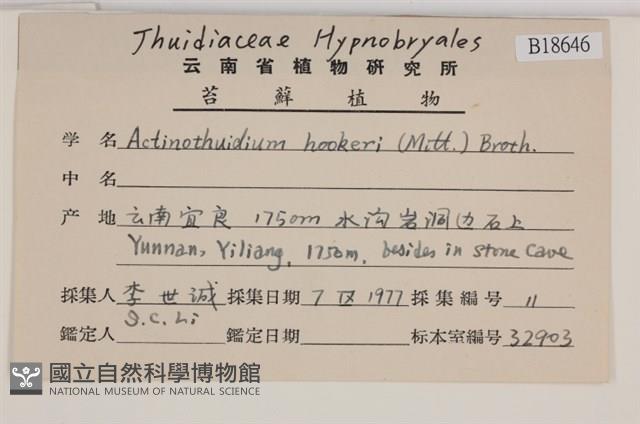 Thuidiaceae Hypnobryales
B18646
云南省植物研究所
苔蘚植物
学名 Actinothuidium hookeri (Mitt.) Broth.
中名
产地 云南宜良 1750m 水沟岩洞边石上
Yunnan, Yiliang, 1750m, besides in stone cave
採集人 李世诚 採集日期 7 IX 1977 採集編号 11
S.C. Li
鑑定人 鑑定日期 标本室編号 32903
國立自然科學博物館
NATIONAL MUSEUM OF NATURAL SCIENCE